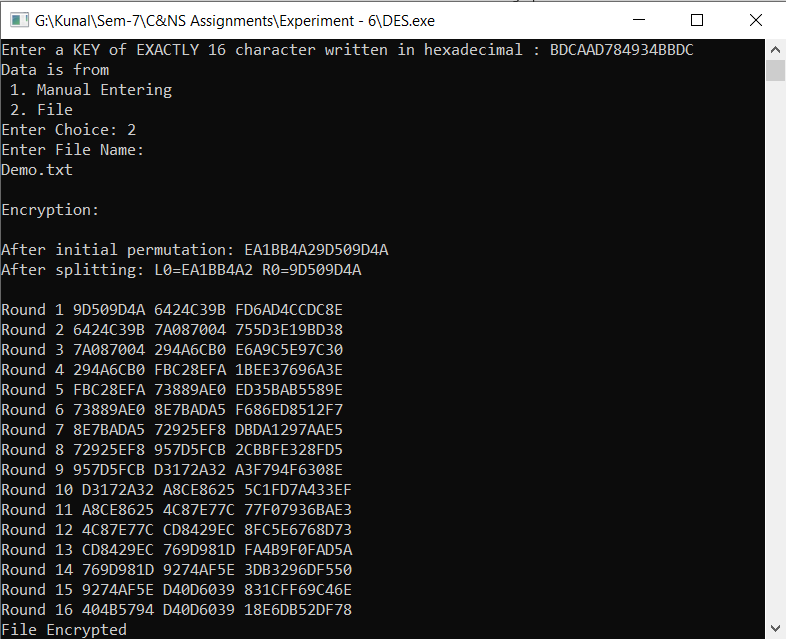 G:\Kunal\Sem-7\C&NS Assignments\Experiment - 6\DES.exe
Enter a KEY of EXACTLY 16 character written in hexadecimal : BDCAAD784934BBDC
Data is from
1. Manual Entering
2. File
Enter Choice: 2
Enter File Name:
Demo.txt
Encryption:
After initial permutation: EA1BB4A29D509D4A
After splitting: L0=EA1BB4A2 R0=9D509D4A
Round 1 9D509D4A 6424C39B FD6AD4CCDC8E
Round 2 6424C39B 7A087004 755D3E19BD38
Round 3 7A087004 294A6CB0 E6A9C5E97C30
Round 4 294A6CB0 FBC28EFA 1BEE37696A3E
Round 5 FBC28EFA 73889AE0 ED35BAB5589E
Round 6 73889AE0 8E7BADA5 F686ED8512F7
Round 7 8E7BADA5 72925EF8 DBDA1297AAE5
Round 8 72925EF8 957D5FCB 2CBBFE328FD5
Round 9 957D5FCB D3172A32 A3F794F6308E
Round 10 D3172A32 A8CE8625 5C1FD7A433EF
Round 11 A8CE8625 4C87E77C 77F07936BAE3
Round 12 4C87E77C CD8429EC 8FC5E6768D73
Round 13 CD8429EC 769D981D FA4B9F0FAD5A
Round 14 769D981D 9274AF5E 3DB3296DF550
Round 15 9274AF5E D40D6039 831CFF69C46E
Round 16 404B5794 D40D6039 18E6DB52DF78
File Encrypted